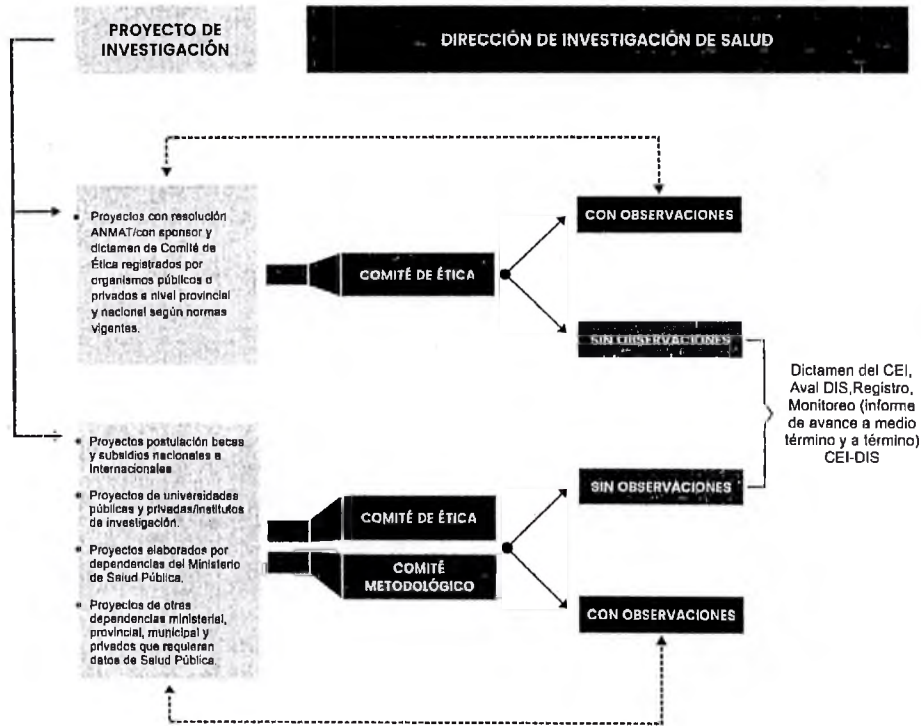 PROYECTO DE
INVESTIGACIÓN
DIRECCIÓN DE INVESTIGACIÓN DE SALUD
• Proyectos con resolución
ANMAT/con sponsor y
dictamen de Comité de
Ética registrados por
organismos públicos o
privados a nivel provincial
y nacional según normas
vigentes.
COMITÉ DE ÉTICA
CON OBSERVACIONES
SIN OBSERVACIONES
Dictamen del CEI,
Aval DIS,Registro,
Monitoreo (informe
de avance a medio
término y a término)
CEI-DIS
• Proyectos postulación becas
y subsidios nacionales e
Internacionales
• Proyectos de universidades
públicas y privadas/institutos
de investigación.
• Proyectos elaborados por
dependencias del Ministerio
de Salud Pública.
• Proyectos de otras
dependencias ministerial,
provincial, municipal y
privados que requieran
datos de Salud Pública.
COMITÉ DE ÉTICA
COMITÉ
METODOLÓGICO
SIN OBSERVACIONES
CON OBSERVACIONES